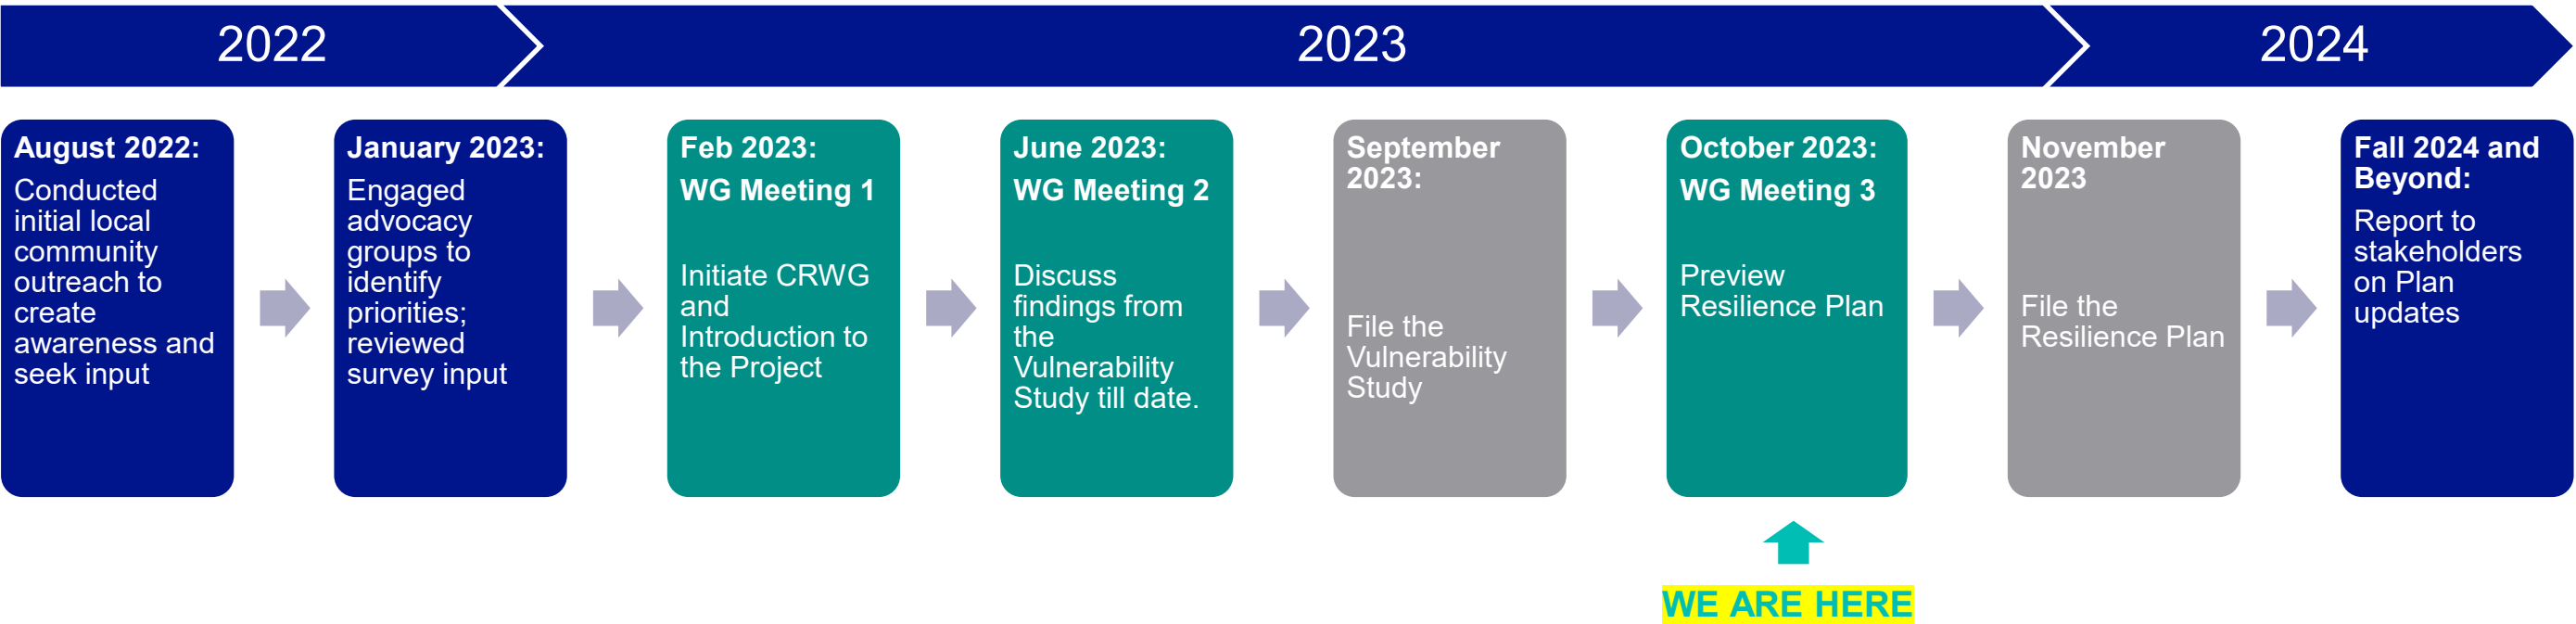 2022
2023
2024
August 2022:
Conducted
initial local
community
outreach to
create
awareness and
seek input
January 2023:
Engaged
advocacy
groups to
identify
priorities;
reviewed
survey input
Feb 2023:
WG Meeting 1
Initiate CRWG
and
Introduction to
the Project
June 2023:
WG Meeting 2
Discuss
findings from
the
Vulnerability
Study till date.
September
2023:
File the
Vulnerability
Study
October 2023:
WG Meeting 3
Preview
Resilience Plan
November
2023
File the
Resilience Plan
Fall 2024 and
Beyond:
Report to
stakeholders
on Plan
updates
WE ARE HERE